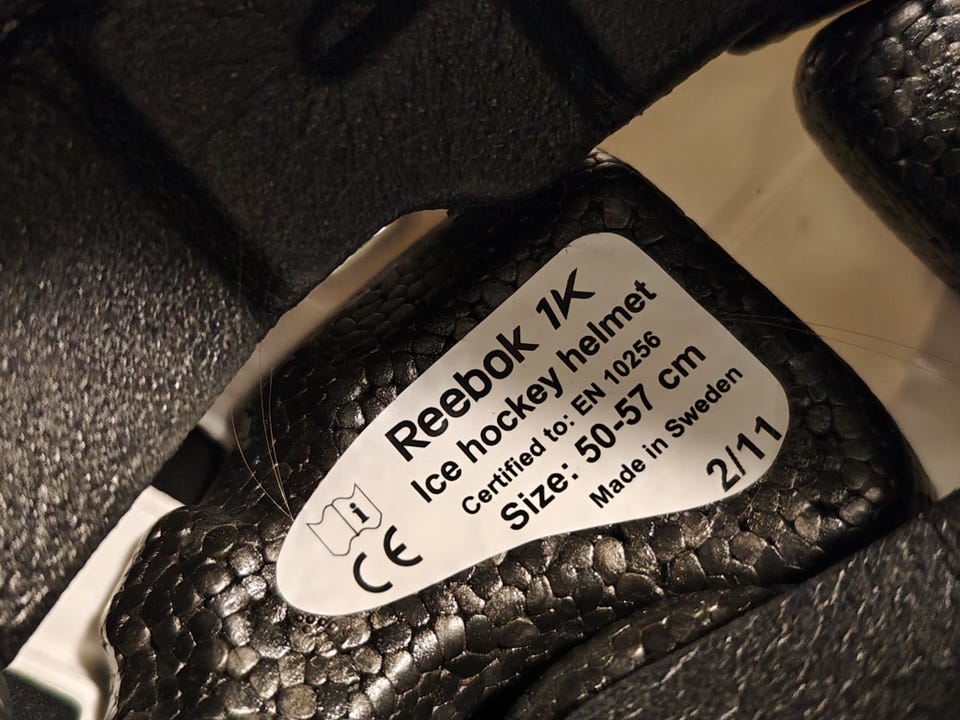 Reebok 1K
Ice hockey helmet
Certified to: EN 10256
Size: 50-57 cm
Made in Sweden
2/11
i
CE